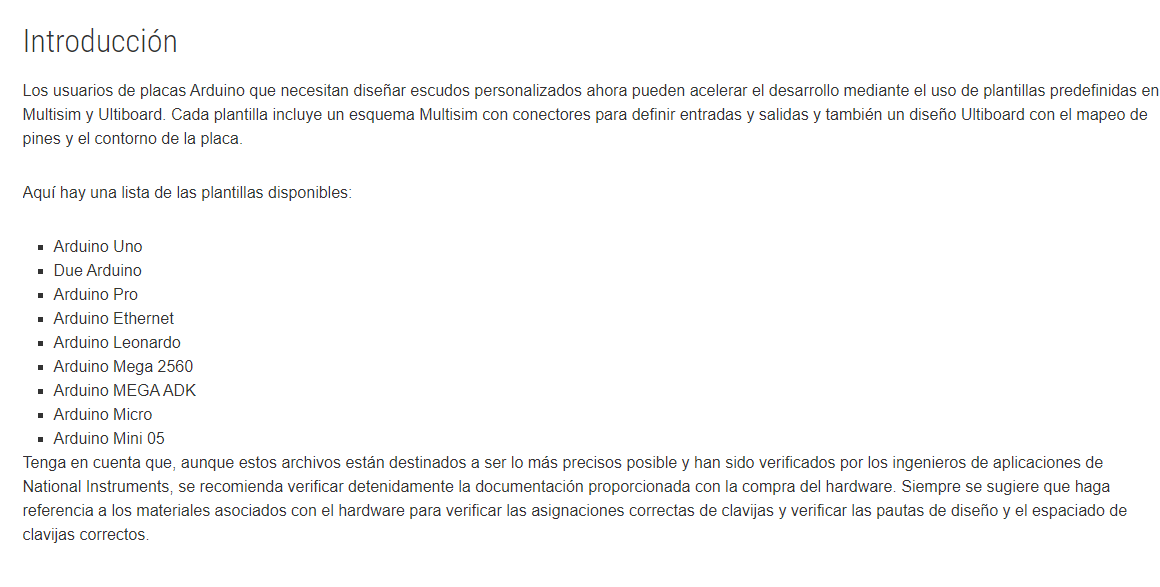 Introducción
Los usuarios de placas Arduino que necesitan diseñar escudos personalizados ahora pueden acelerar el desarrollo mediante el uso de plantillas predefinidas en
Multisim y Ultiboard. Cada plantilla incluye un esquema Multisim con conectores para definir entradas y salidas y también un diseño Ultiboard con el mapeo de
pines y el contorno de la placa.
Aquí hay una lista de las plantillas disponibles:
Arduino Uno
Due Arduino
Arduino Pro
Arduino Ethernet
Arduino Leonardo
Arduino Mega 2560
Arduino MEGA ADK
Arduino Micro
Arduino Mini 05
Tenga en cuenta que, aunque estos archivos están destinados a ser lo más precisos posible y han sido verificados por los ingenieros de aplicaciones de
National Instruments, se recomienda verificar detenidamente la documentación proporcionada con la compra del hardware. Siempre se sugiere que haga
referencia a los materiales asociados con el hardware para verificar las asignaciones correctas de clavijas y verificar las pautas de diseño y el espaciado de
clavijas correctos.